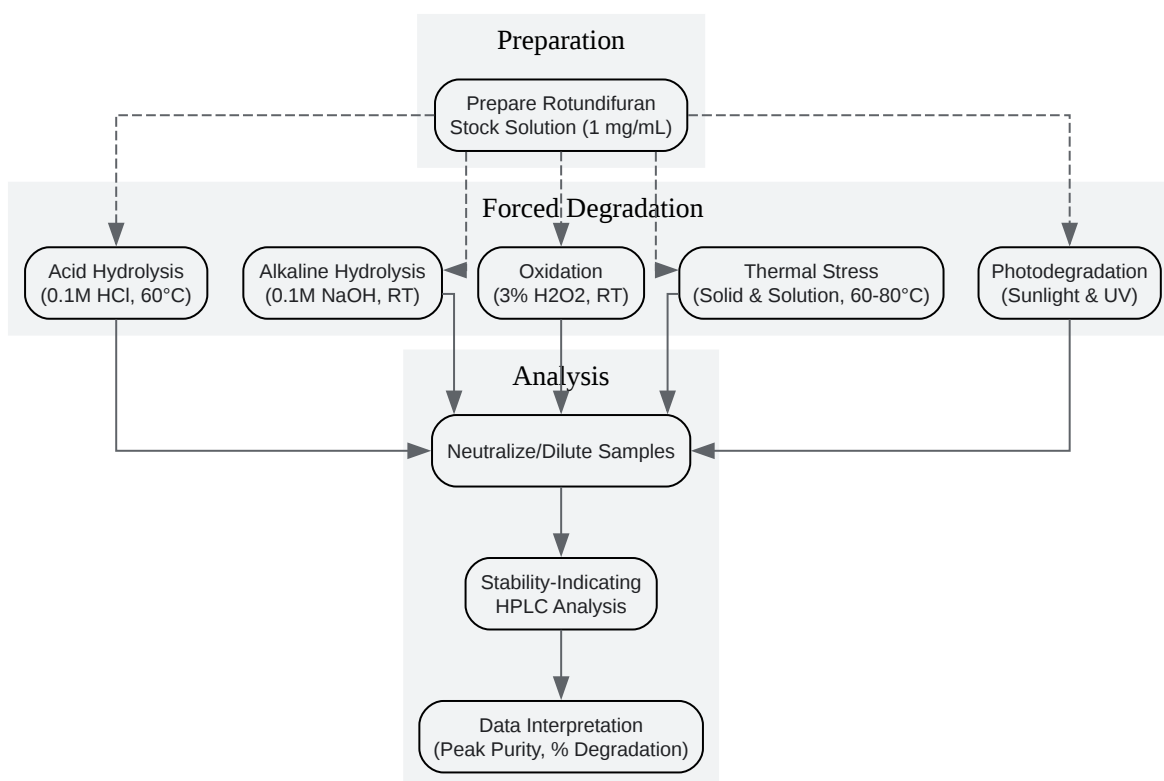 Preparation
Prepare Rotundifuran
Stock Solution (1 mg/mL)
Forced Degradation
Acid Hydrolysis
(0.1M HCl, 60°C)
Alkaline Hydrolysis
(0.1M NaOH, RT)
Oxidation
(3% H2O2, RT)
Thermal Stress
(Solid & Solution, 60-80°C)
Photodegradation
(Sunlight & UV)
Analysis
Neutralize/Dilute Samples
Stability-Indicating
HPLC Analysis
Data Interpretation
(Peak Purity, % Degradation)